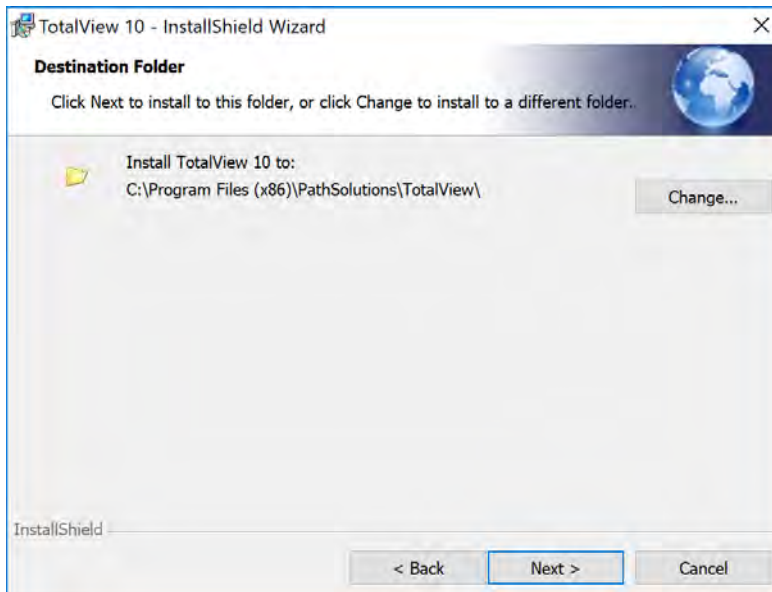 TotalView 10 - InstallShield Wizard
Destination Folder
Click Next to install to this folder, or click Change to install to a different folder.
Install TotalView 10 to:
C:\Program Files (x86)\PathSolutions\TotalView\
Change...
InstallShield
< Back
Next >
Cancel